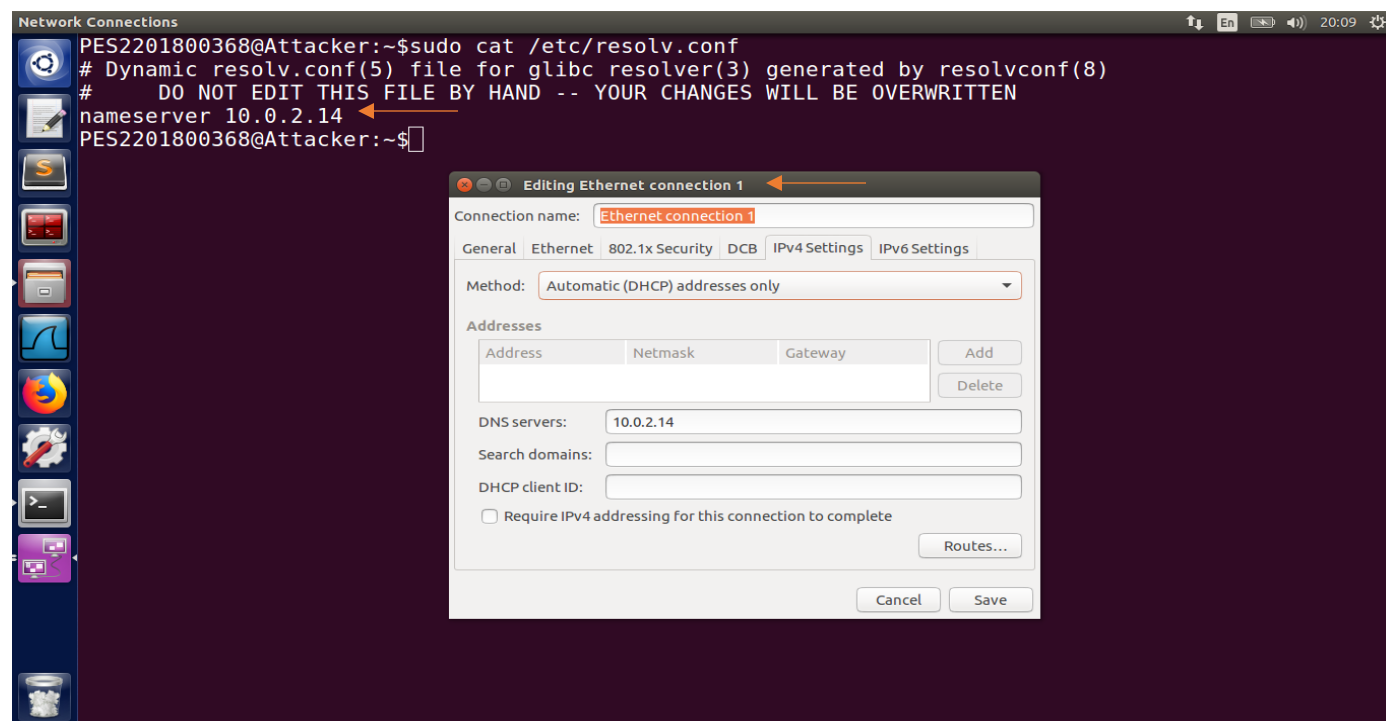 Network Connections
En
20:09
PES2201800368@Attacker:~$sudo cat /etc/resolv.conf
# Dynamic resolv.conf(5) file for glibc resolver(3) generated by resolvconf(8)
#     DO NOT EDIT THIS FILE BY HAND -- YOUR CHANGES WILL BE OVERWRITTEN
nameserver 10.0.2.14
PES2201800368@Attacker:~$
Editing Ethernet connection 1
Connection name: Ethernet connection 1
General Ethernet 802.1x Security DCB IPv4 Settings IPv6 Settings
Method: Automatic (DHCP) addresses only
Addresses
Address Netmask Gateway Add
Delete
DNS servers: 10.0.2.14
Search domains:
DHCP client ID:
Require IPv4 addressing for this connection to complete
Routes...
Cancel Save